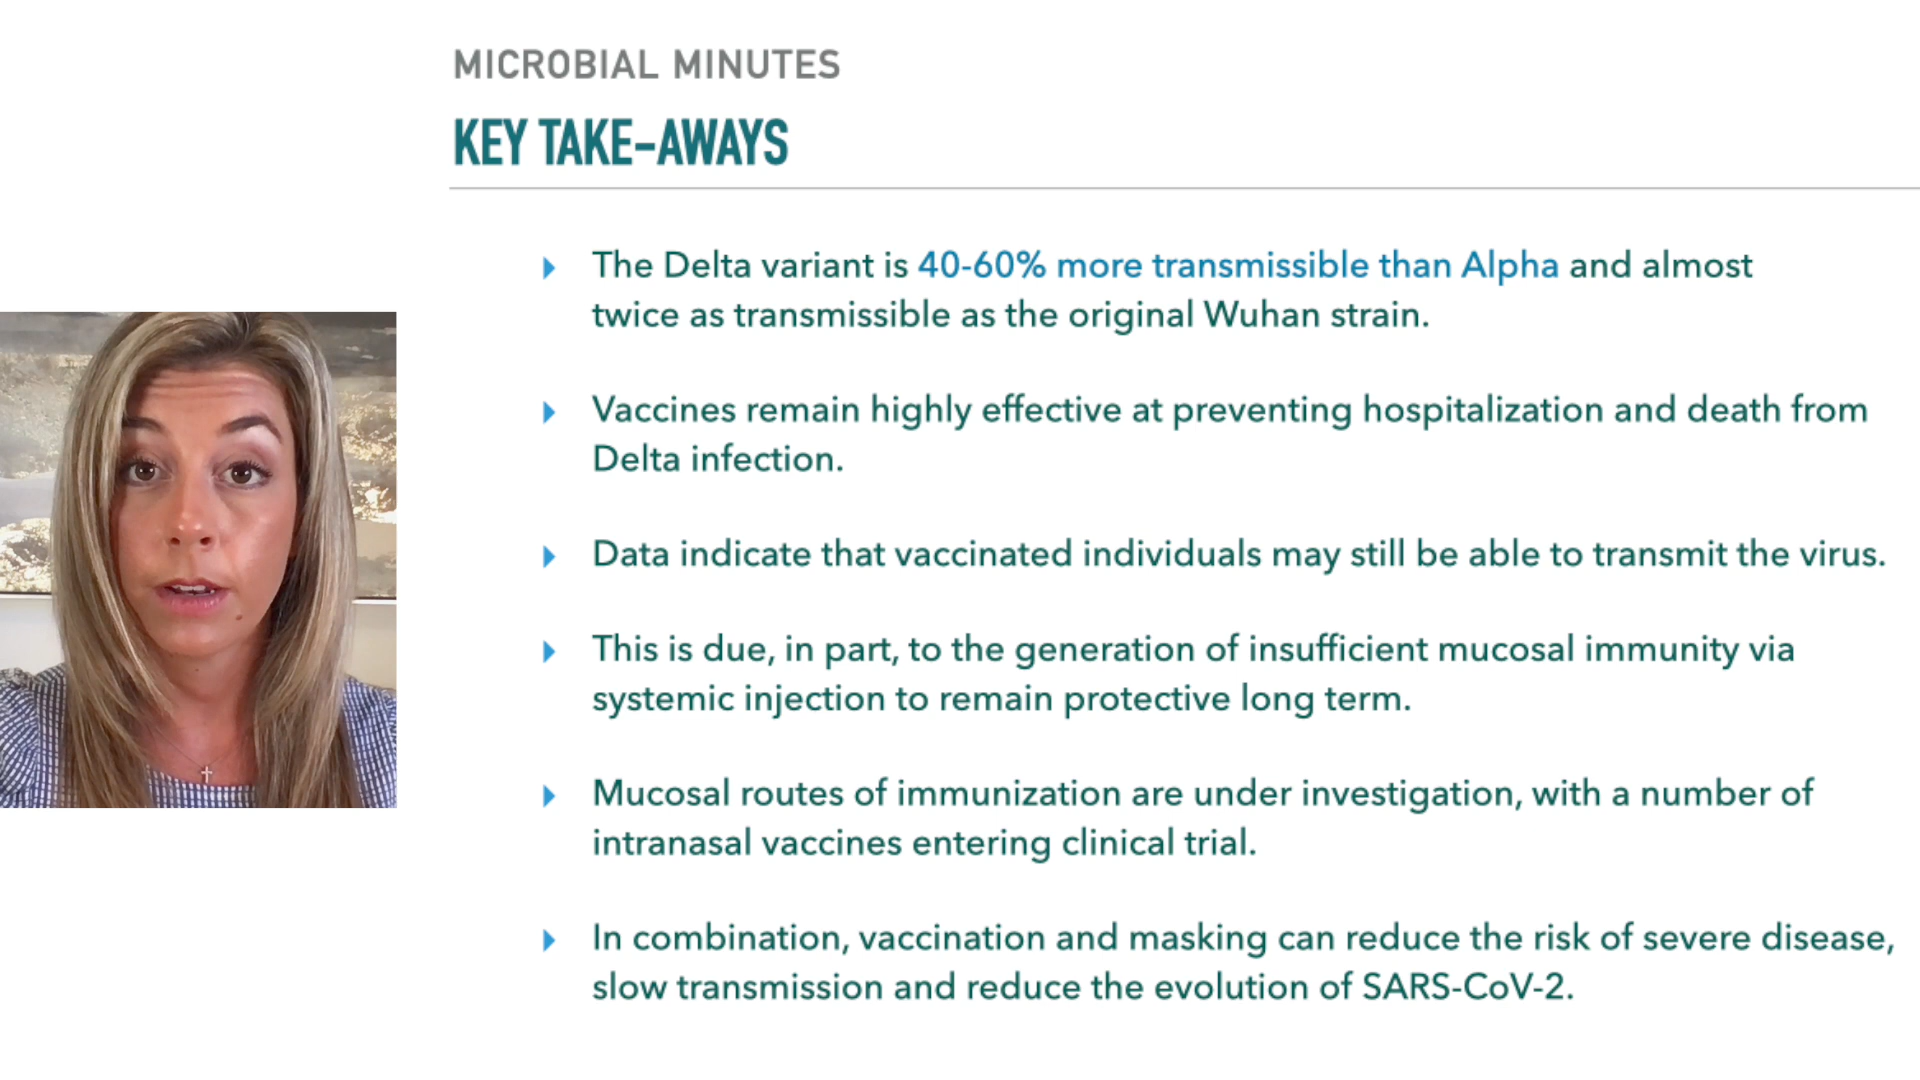 MICROBIAL MINUTES
KEY TAKE-AWAYS
The Delta variant is 40-60% more transmissible than Alpha and almost
twice as transmissible as the original Wuhan strain.
Vaccines remain highly effective at preventing hospitalization and death from
Delta infection.
Data indicate that vaccinated individuals may still be able to transmit the virus.
This is due, in part, to the generation of insufficient mucosal immunity via
systemic injection to remain protective long term.
Mucosal routes of immunization are under investigation, with a number of
intranasal vaccines entering clinical trial.
In combination, vaccination and masking can reduce the risk of severe disease,
slow transmission and reduce the evolution of SARS-CoV-2.